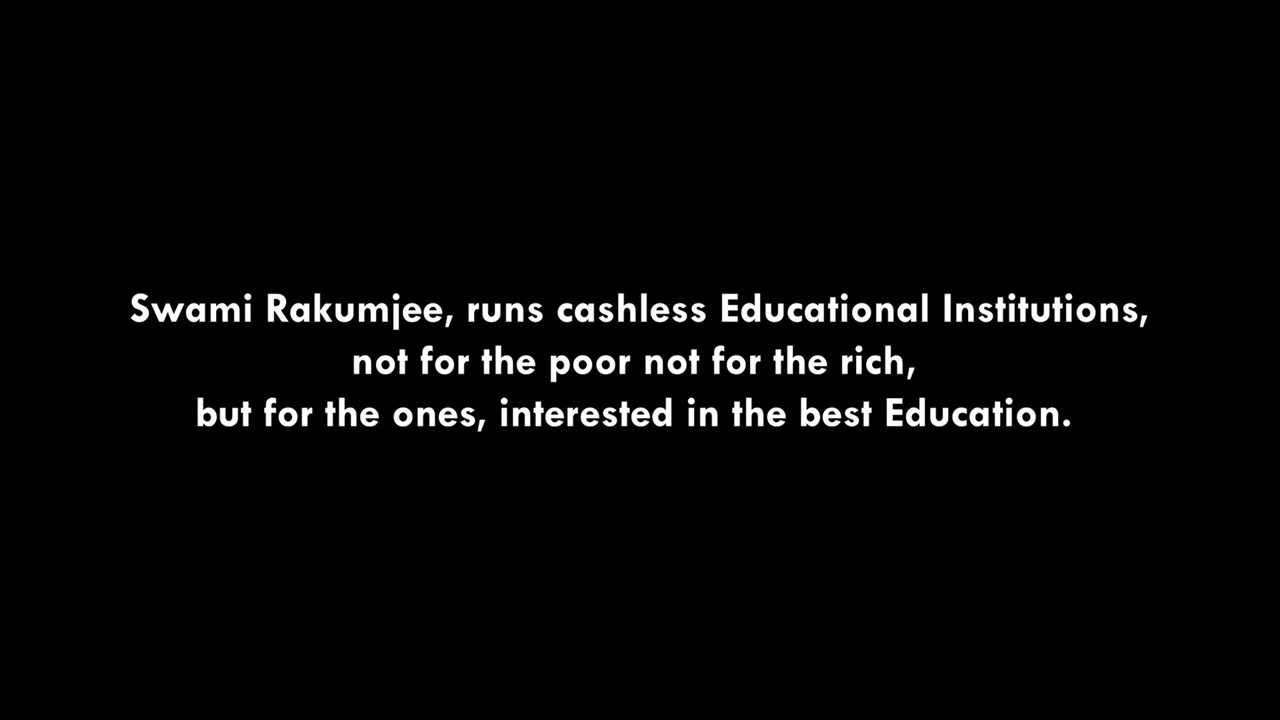 Swami Rakumjee, runs cashless Educational Institutions,
not for the poor not for the rich,
but for the ones, interested in the best Education.